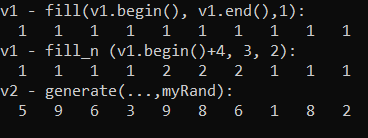 v1 - fill(v1.begin(), v1.end(),1):
1 1 1 1 1 1 1 1 1 1
v1 - fill_n (v1.begin()+4, 3, 2):
1 1 1 1 2 2 2 1 1 1
v2 - generate(...,myRand):
5 9 6 3 9 8 6 1 8 2